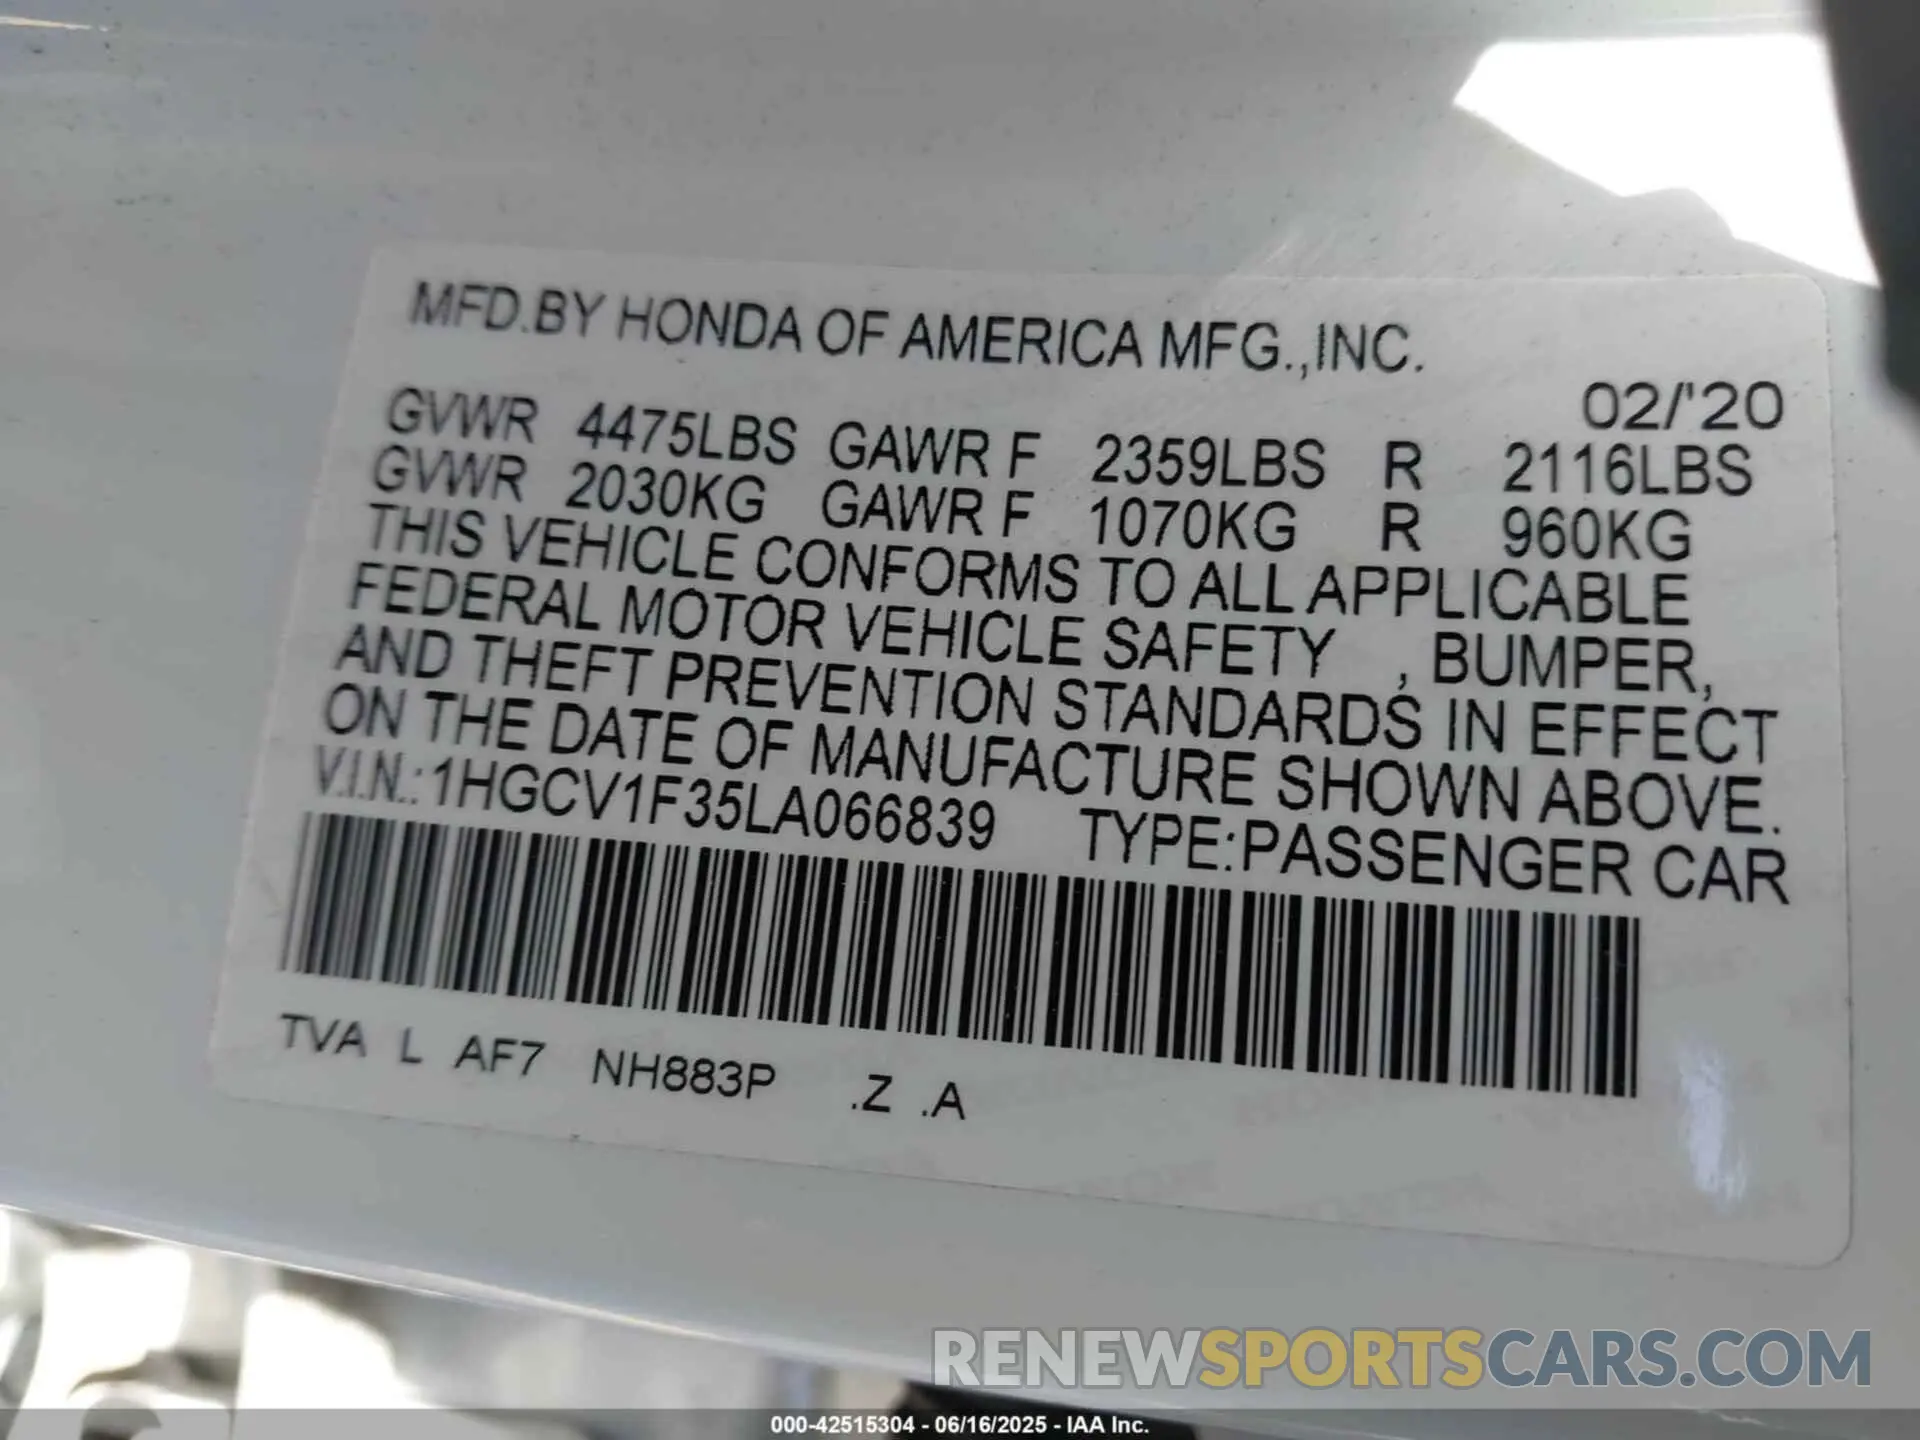 MFD.BY HONDA OF AMERICA MFG.,INC.
02/'20
GVWR 4475LBS GAWR F 2359LBS R 2116LBS
GVWR 2030KG GAWR F 1070KG R 960KG
THIS VEHICLE CONFORMS TO ALL APPLICABLE
FEDERAL MOTOR VEHICLE SAFETY , BUMPER,
AND THEFT PREVENTION STANDARDS IN EFFECT
ON THE DATE OF MANUFACTURE SHOWN ABOVE.
V.I.N.:1HGCV1F35LA066839 TYPE:PASSENGER CAR
TVA L AF7 NH883P .Z .A
RENEWSPORTSCARS.COM
000-42515304 - 06/16/2025 - IAA Inc.